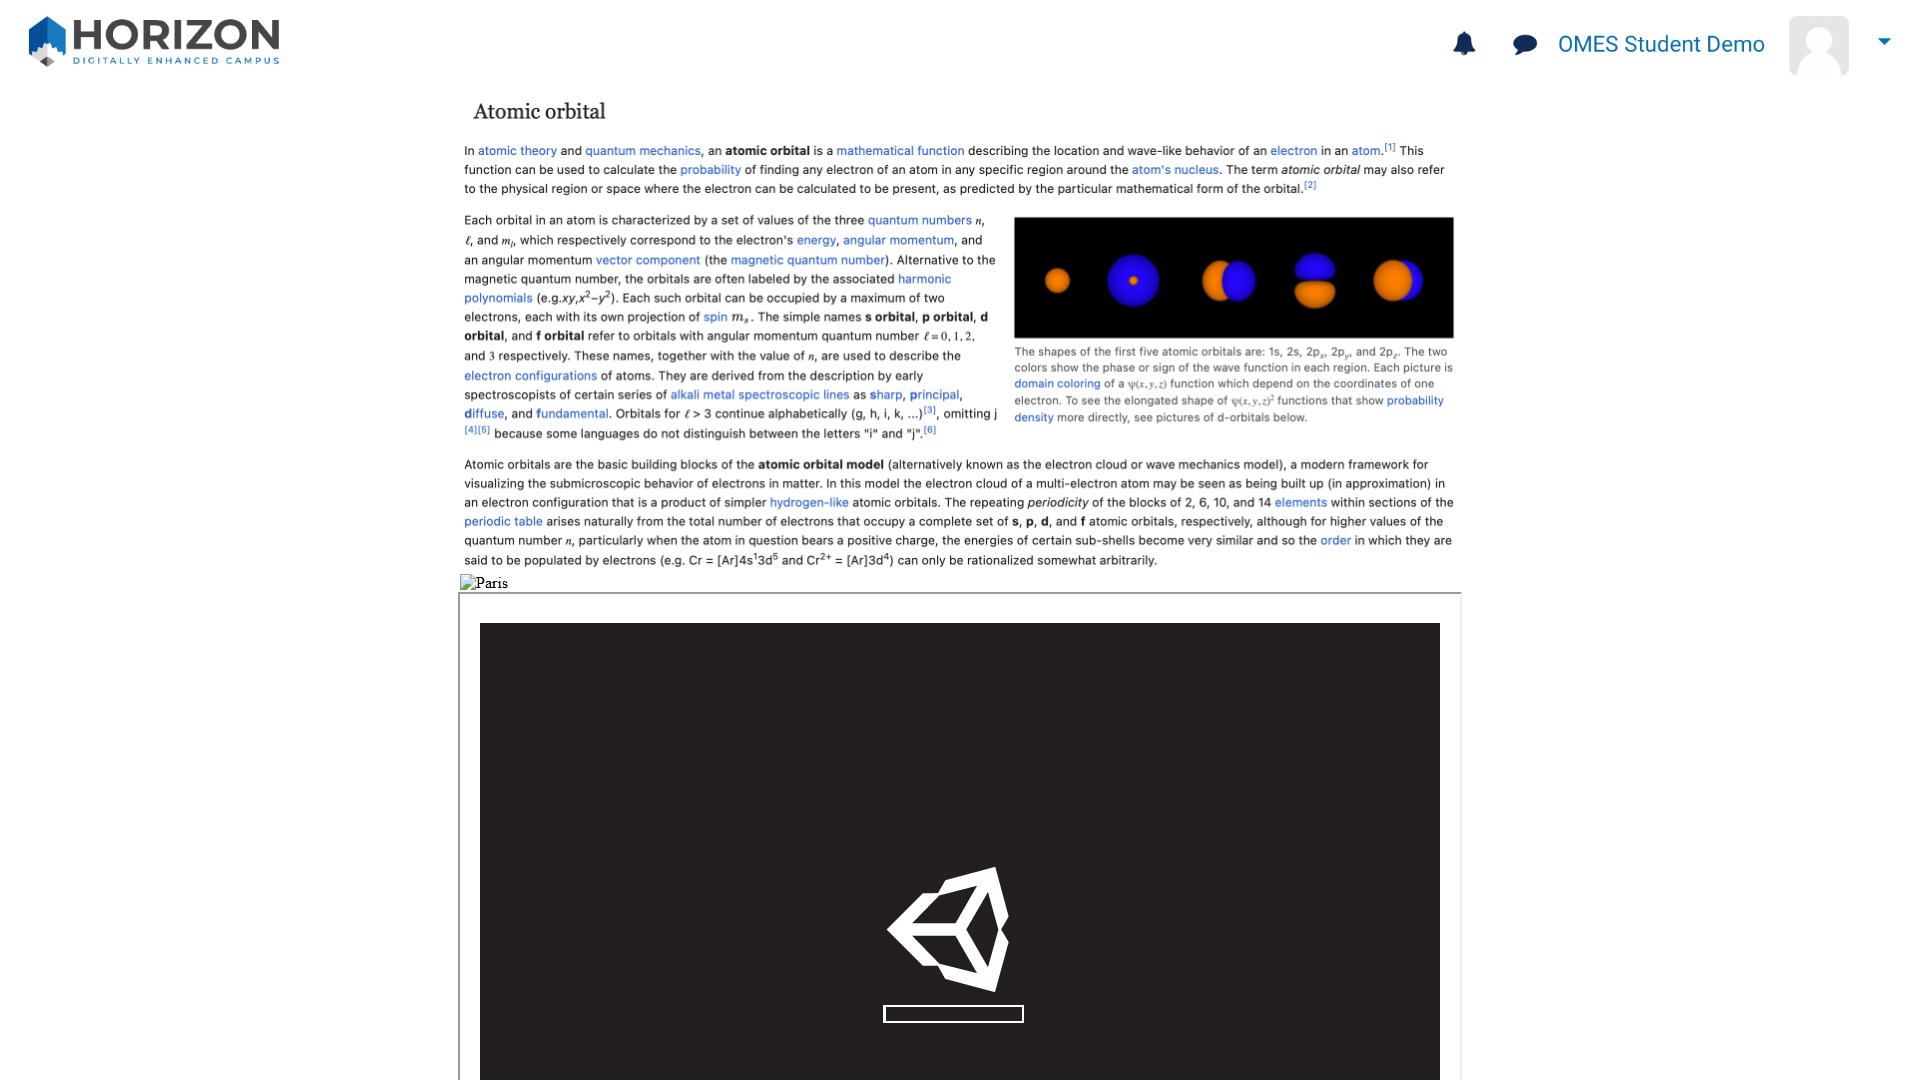 HORIZON
DIGITALLY ENHANCED CAMPUS
OMES Student Demo
Atomic orbital
In atomic theory and quantum mechanics, an atomic orbital is a mathematical function describing the location and wave-like behavior of an electron in an atom.[1] This
function can be used to calculate the probability of finding any electron of an atom in any specific region around the atom's nucleus. The term atomic orbital may also refer
to the physical region or space where the electron can be calculated to be present, as predicted by the particular mathematical form of the orbital.[2]
Each orbital in an atom is characterized by a set of values of the three quantum numbers n,
ℓ, and mₗ, which respectively correspond to the electron's energy, angular momentum, and
an angular momentum vector component (the magnetic quantum number). Alternative to the
magnetic quantum number, the orbitals are often labeled by the associated harmonic
polynomials (e.g.xy,x²−y²). Each such orbital can be occupied by a maximum of two
electrons, each with its own projection of spin mₛ. The simple names s orbital, p orbital, d
orbital, and f orbital refer to orbitals with angular momentum quantum number ℓ = 0, 1, 2,
and 3 respectively. These names, together with the value of n, are used to describe the
electron configurations of atoms. They are derived from the description by early
spectroscopists of certain series of alkali metal spectroscopic lines as sharp, principal,
diffuse, and fundamental. Orbitals for ℓ > 3 continue alphabetically (g, h, i, k, ...)[3], omitting j
[4][5] because some languages do not distinguish between the letters "i" and "j".[6]
The shapes of the first five atomic orbitals are: 1s, 2s, 2pₓ, 2p_y, and 2p_z. The two
colors show the phase or sign of the wave function in each region. Each picture is
domain coloring of a ψ(x, y, z) function which depend on the coordinates of one
electron. To see the elongated shape of ψ(x, y, z)² functions that show probability
density more directly, see pictures of d-orbitals below.
Atomic orbitals are the basic building blocks of the atomic orbital model (alternatively known as the electron cloud or wave mechanics model), a modern framework for
visualizing the submicroscopic behavior of electrons in matter. In this model the electron cloud of a multi-electron atom may be seen as being built up (in approximation) in
an electron configuration that is a product of simpler hydrogen-like atomic orbitals. The repeating periodicity of the blocks of 2, 6, 10, and 14 elements within sections of the
periodic table arises naturally from the total number of electrons that occupy a complete set of s, p, d, and f atomic orbitals, respectively, although for higher values of the
quantum number n, particularly when the atom in question bears a positive charge, the energies of certain sub-shells become very similar and so the order in which they are
said to be populated by electrons (e.g. Cr = [Ar]4s¹3d⁵ and Cr²⁺ = [Ar]3d⁴) can only be rationalized somewhat arbitrarily.
Paris